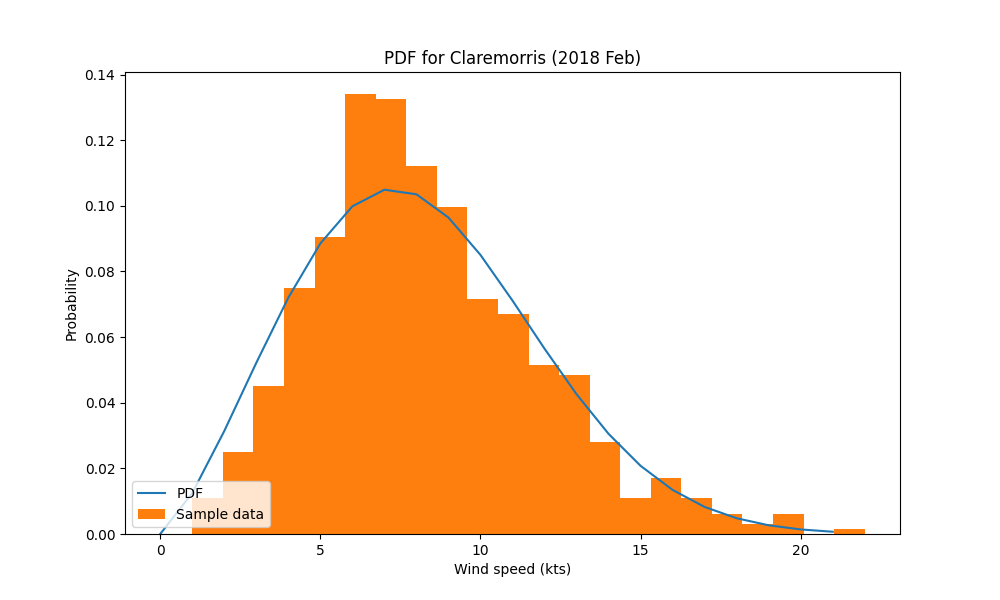 PDF for Claremorris (2018 Feb)
0.14
0.12
0.10
0.08
0.06
0.04
0.02
0.00
Probability
PDF
Sample data
0 5 10 15 20
Wind speed (kts)